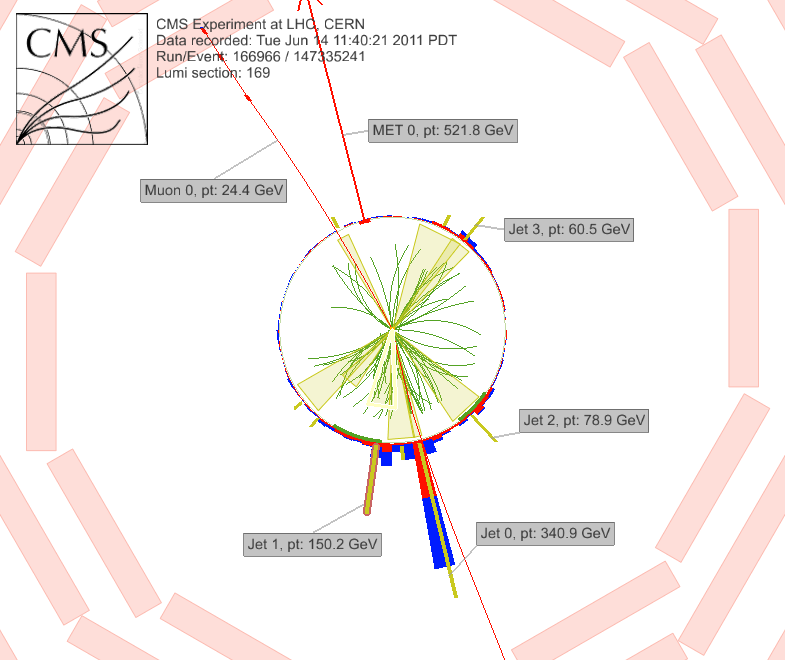 CMS
CMS Experiment at LHC, CERN
Data recorded: Tue Jun 14 11:40:21 2011 PDT
Run/Event: 166966 / 147335241
Lumi section: 169
MET 0, pt: 521.8 GeV
Muon 0, pt: 24.4 GeV
Jet 3, pt: 60.5 GeV
Jet 2, pt: 78.9 GeV
Jet 0, pt: 340.9 GeV
Jet 1, pt: 150.2 GeV